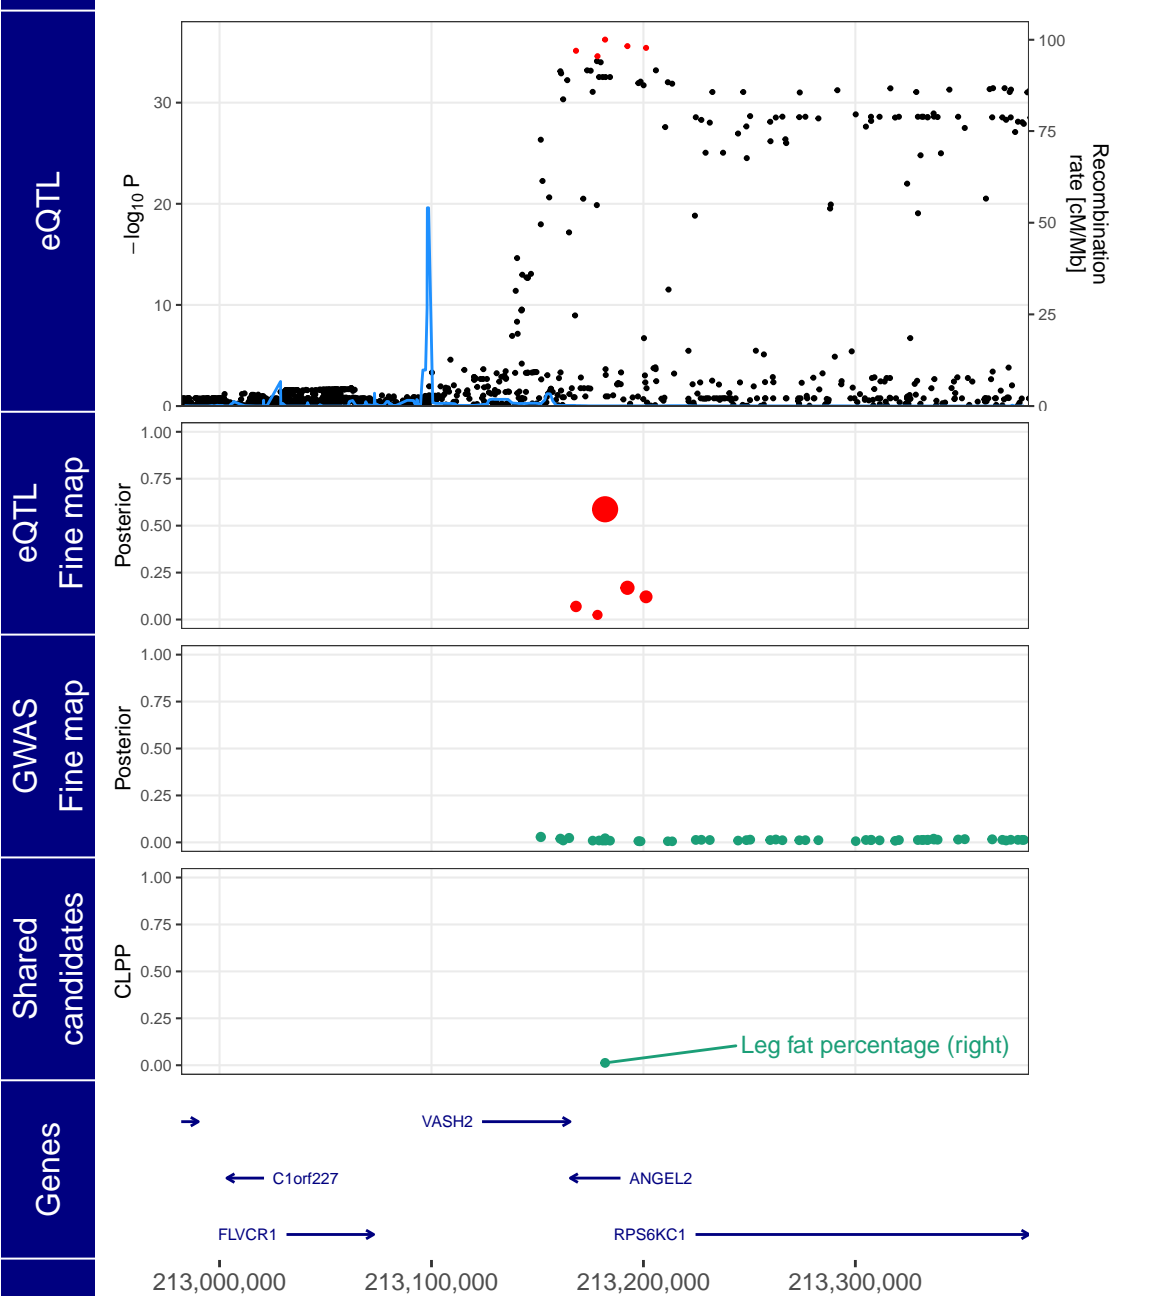 eQTL
−log10 P
30
20
10
0
100
75
50
25
0
Recombination
rate [cM/Mb]
eQTL
Fine map
Posterior
1.00
0.75
0.50
0.25
0.00
GWAS
Fine map
Posterior
1.00
0.75
0.50
0.25
0.00
Shared
candidates
CLPP
1.00
0.75
0.50
0.25
0.00
Leg fat percentage (right)
Genes
VASH2
C1orf227
ANGEL2
FLVCR1
RPS6KC1
213,000,000
213,100,000
213,200,000
213,300,000